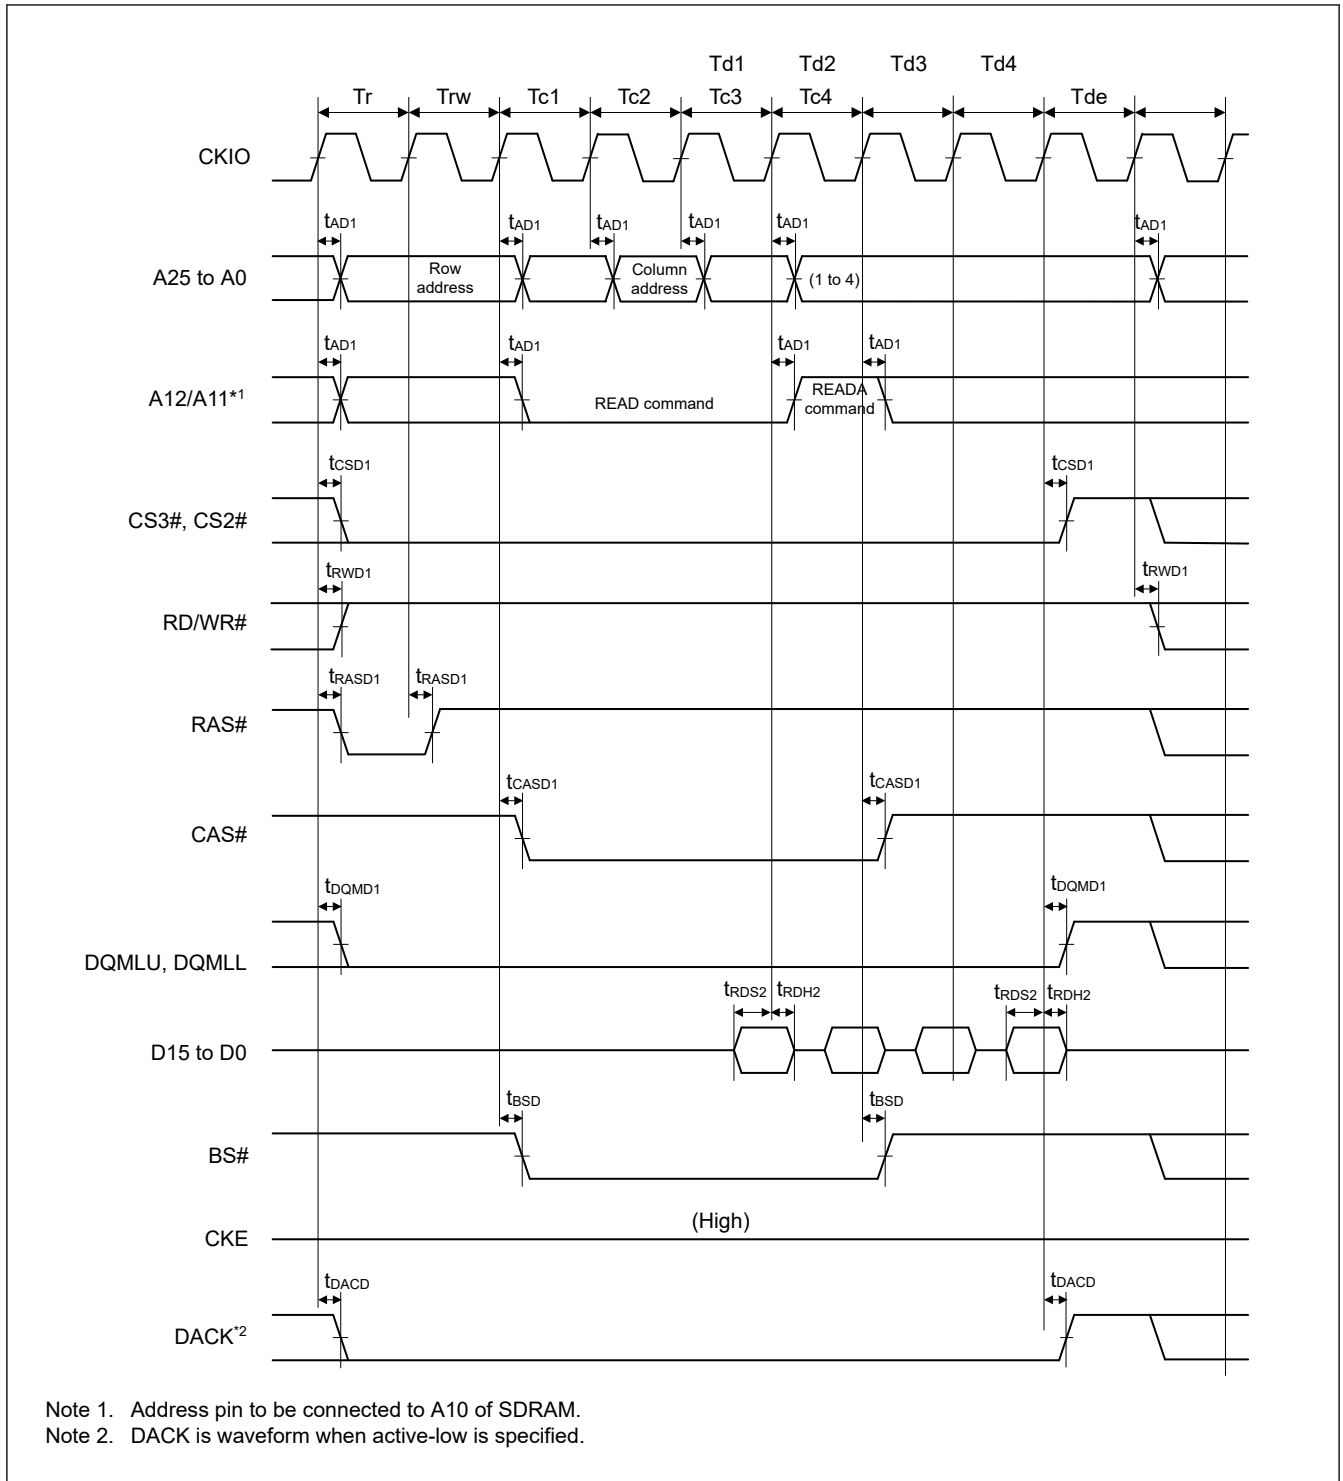 Td1 Td2 Td3 Td4
Tr Trw Tc1 Tc2 Tc3 Tc4 Tde
CKIO
tAD1 tAD1 tAD1 tAD1 tAD1 tAD1
A25 to A0
Row
address
Column
address
(1 to 4)
tAD1 tAD1 tAD1 tAD1
A12/A11*1
READ command
READA
command
tCSD1 tCSD1
CS3#, CS2#
tRWD1 tRWD1
RD/WR#
tRASD1 tRASD1
RAS#
tCASD1 tCASD1
CAS#
tDQMD1 tDQMD1
DQMLU, DQMLL
tRDS2 tRDH2 tRDS2 tRDH2
D15 to D0
tBSD tBSD
BS#
(High)
CKE
tDACD tDACD
DACK*2
Note 1. Address pin to be connected to A10 of SDRAM.
Note 2. DACK is waveform when active-low is specified.